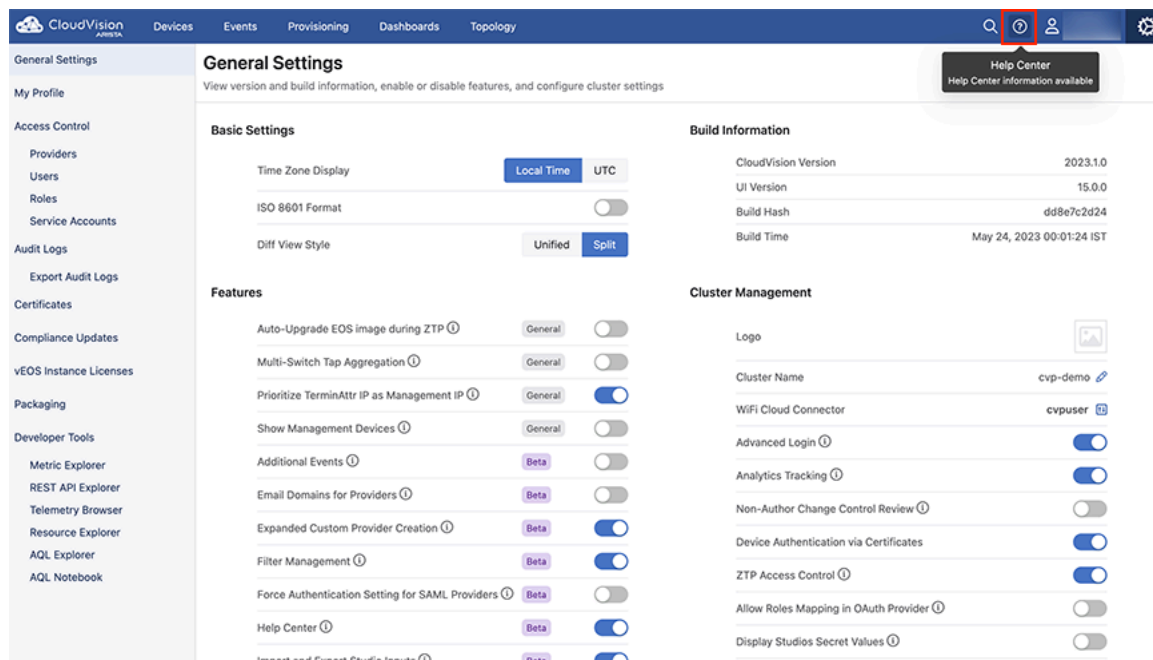 CloudVision
ARISTA
Devices
Events
Provisioning
Dashboards
Topology
Help Center
Help Center information available
General Settings
My Profile
Access Control
Providers
Users
Roles
Service Accounts
Audit Logs
Export Audit Logs
Certificates
Compliance Updates
vEOS Instance Licenses
Packaging
Developer Tools
Metric Explorer
REST API Explorer
Telemetry Browser
Resource Explorer
AQL Explorer
AQL Notebook
General Settings
View version and build information, enable or disable features, and configure cluster settings
Basic Settings
Time Zone Display Local Time UTC
ISO 8601 Format
Diff View Style Unified Split
Features
Auto-Upgrade EOS image during ZTP General
Multi-Switch Tap Aggregation General
Prioritize TerminAttr IP as Management IP General
Show Management Devices General
Additional Events Beta
Email Domains for Providers Beta
Expanded Custom Provider Creation Beta
Filter Management Beta
Force Authentication Setting for SAML Providers Beta
Help Center Beta
Import and Export Studio Inputs Beta
Build Information
CloudVision Version 2023.1.0
UI Version 15.0.0
Build Hash dd8e7c2d24
Build Time May 24, 2023 00:01:24 IST
Cluster Management
Logo
Cluster Name cvp-demo
WiFi Cloud Connector cvpuser
Advanced Login
Analytics Tracking
Non-Author Change Control Review
Device Authentication via Certificates
ZTP Access Control
Allow Roles Mapping in OAuth Provider
Display Studios Secret Values